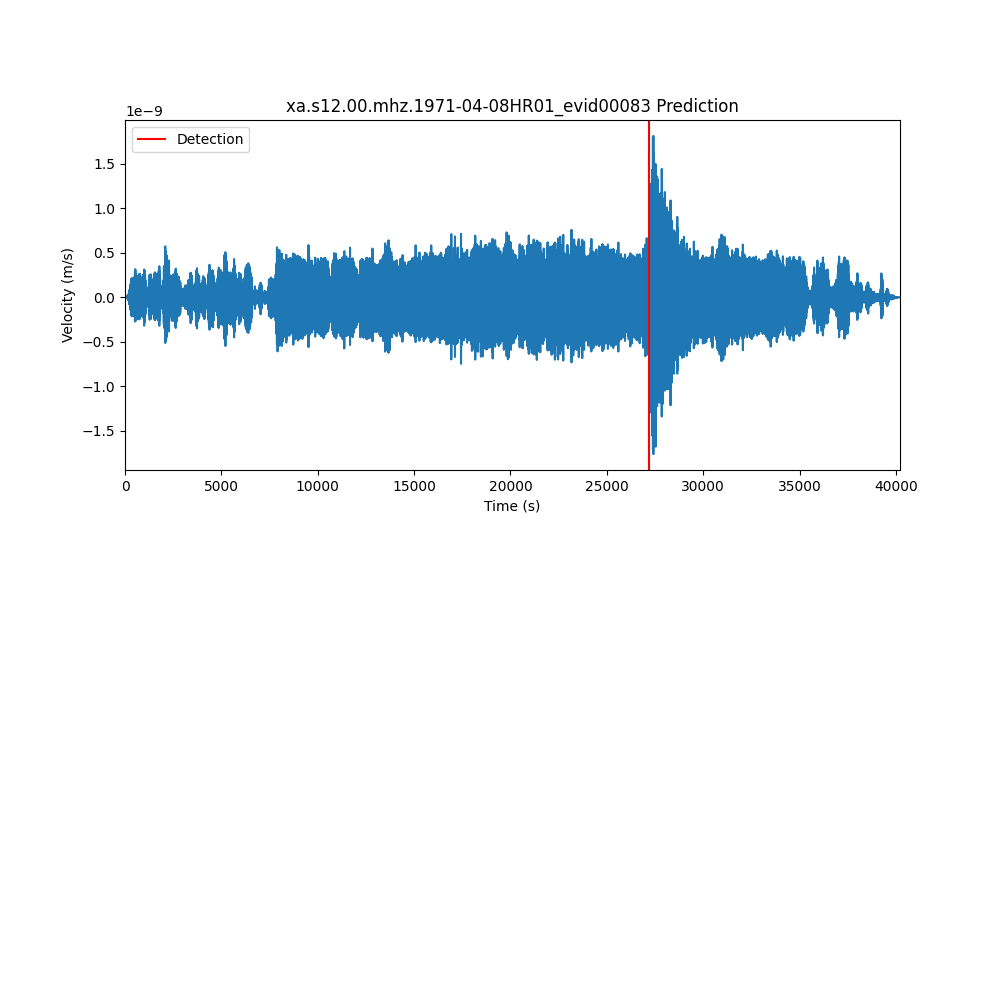 xa.s12.00.mhz.1971-04-08HR01_evid00083 Prediction
1e−9
Detection
1.5
1.0
0.5
0.0
−0.5
−1.0
−1.5
Velocity (m/s)
0 5000 10000 15000 20000 25000 30000 35000 40000
Time (s)